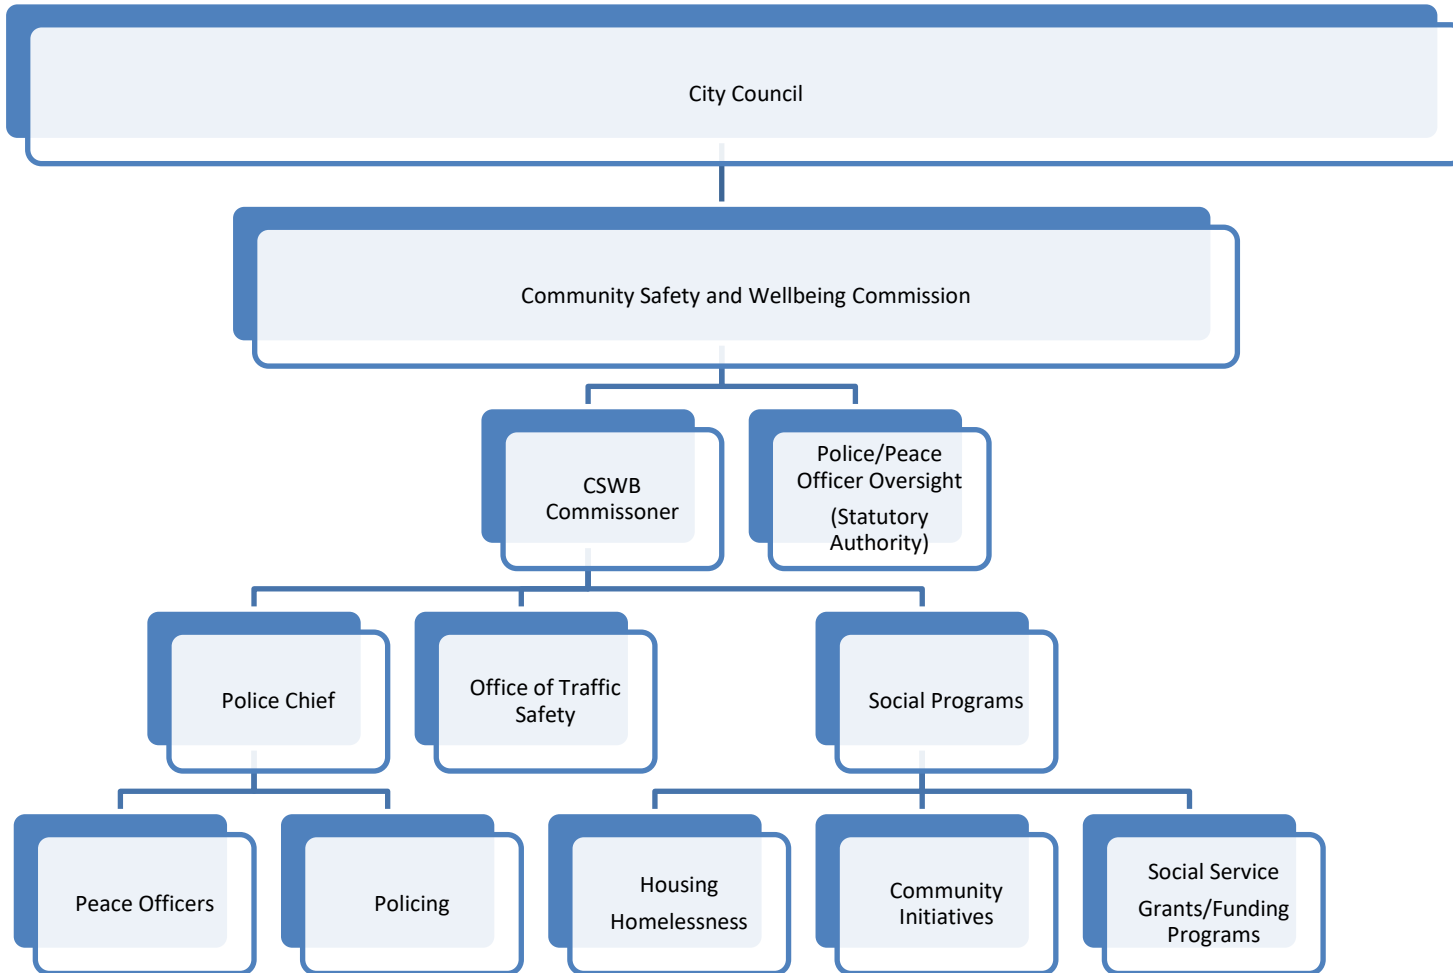 City Council
Community Safety and Wellbeing Commission
CSWB
Commissoner
Police/Peace
Officer Oversight
(Statutory
Authority)
Police Chief
Office of Traffic
Safety
Social Programs
Peace Officers
Policing
Housing
Homelessness
Community
Initiatives
Social Service
Grants/Funding
Programs